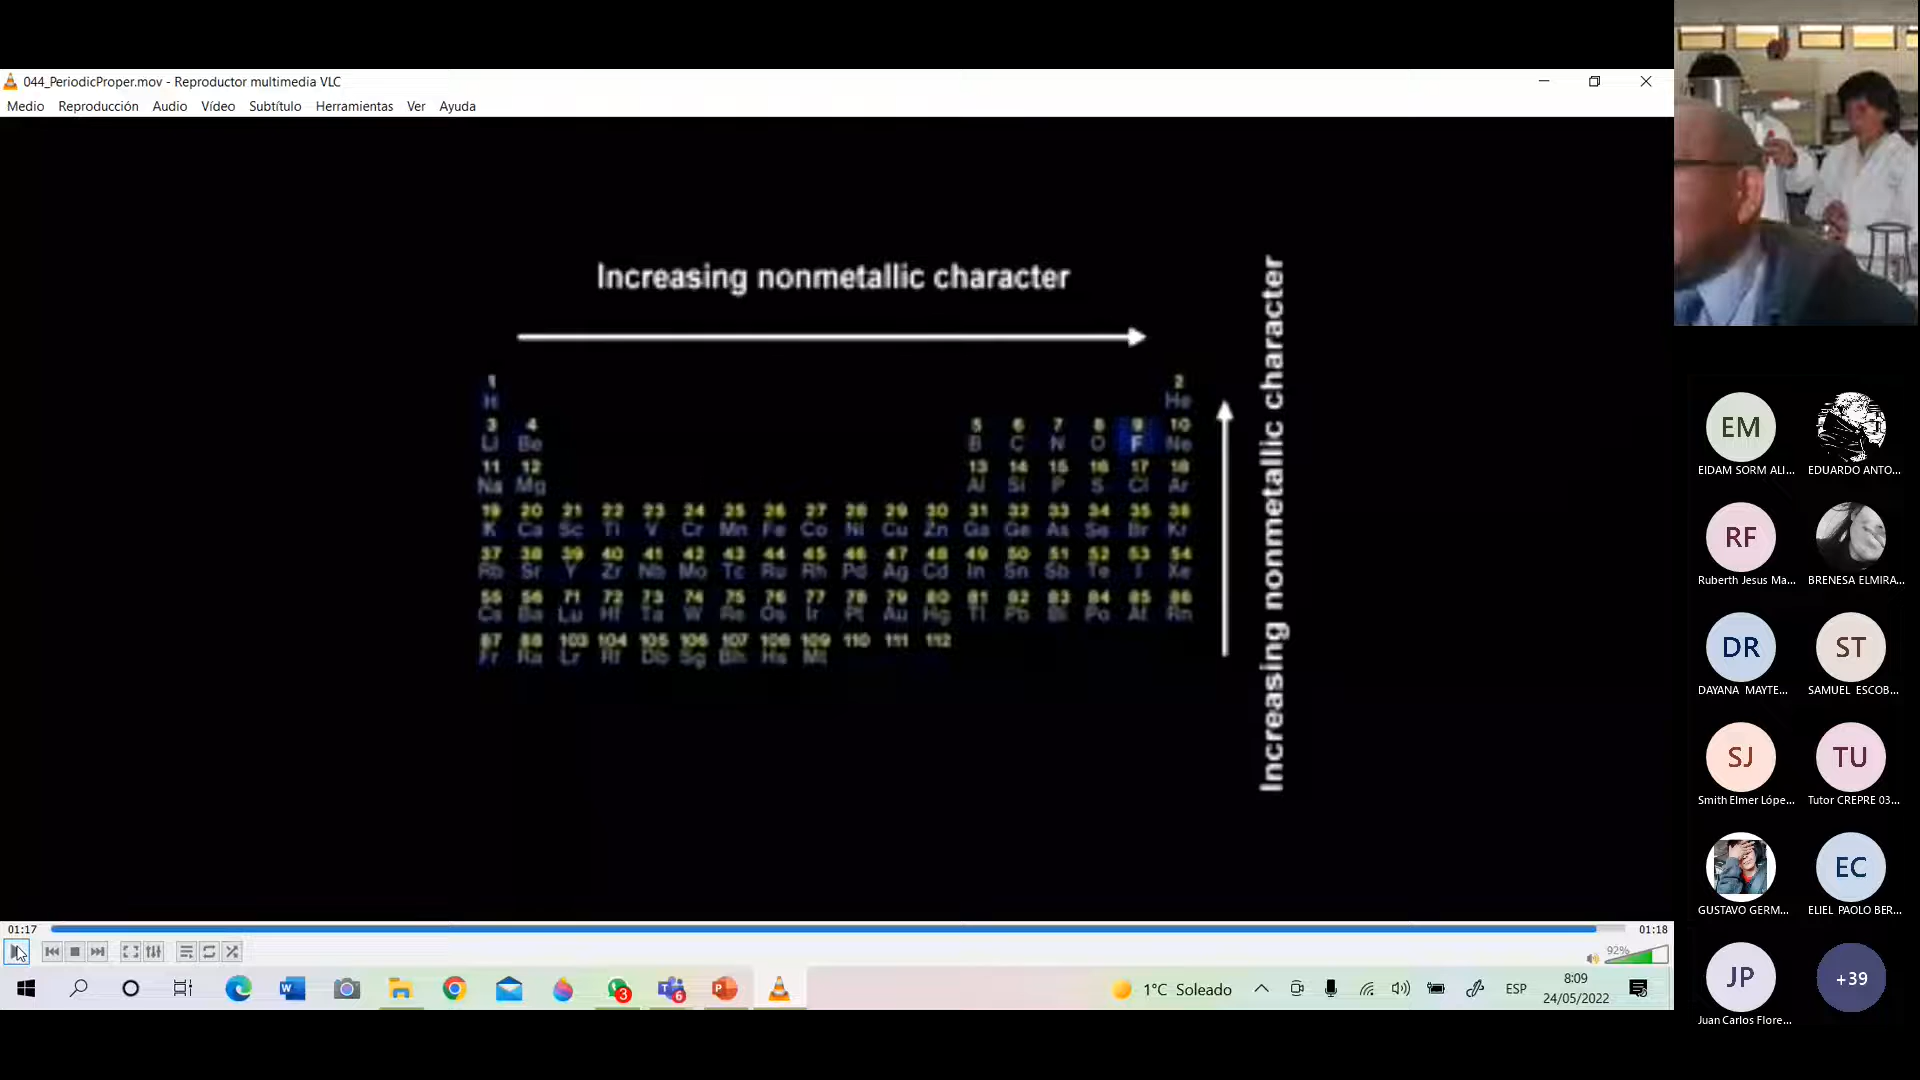 044_PeriodicProper.mov - Reproductor multimedia VLC
Medio Reproducción Audio Vídeo Subtítulo Herramientas Ver Ayuda
Increasing nonmetallic character
Increasing nonmetallic character
1 2
H He
3 4 5 6 7 8 9 10
Li Be B C N O F Ne
11 12 13 14 15 16 17 18
Na Mg Al Si P S Cl Ar
19 20 21 22 23 24 25 26 27 28 29 30 31 32 33 34 35 36
K Ca Sc Ti V Cr Mn Fe Co Ni Cu Zn Ga Ge As Se Br Kr
37 38 39 40 41 42 43 44 45 46 47 48 49 50 51 52 53 54
Rb Sr Y Zr Nb Mo Tc Ru Rh Pd Ag Cd In Sn Sb Te I Xe
55 56 71 72 73 74 75 76 77 78 79 80 81 82 83 84 85 86
Cs Ba Lu Hf Ta W Re Os Ir Pt Au Hg Tl Pb Bi Po At Rn
87 88 103 104 105 106 107 108 109 110 111 112
Fr Ra Lr Rf Db Sg Bh Hs Mt
01:17
01:18
92%
3
6
1°C Soleado
ESP
8:09
24/05/2022
EM
EIDAM SORM ALI...
EDUARDO ANTO...
RF
Ruberth Jesus Ma...
BRENESA ELMIRA...
DR
DAYANA MAYTE...
ST
SAMUEL ESCOB...
SJ
Smith Elmer Lópe...
TU
Tutor CREPRE 03...
GUSTAVO GERM...
EC
ELIEL PAOLO BER...
JP
Juan Carlos Flore...
+39